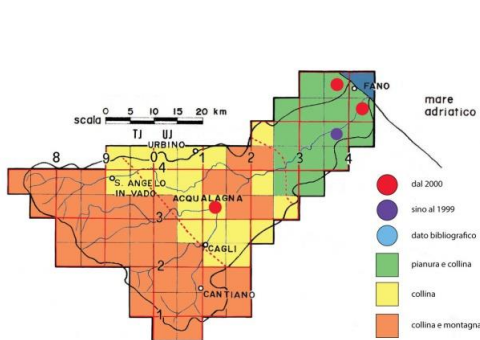 FANO
mare
adriatico
scala 0 5 10 15 20 km
TJ UJ
URBINO
8 9 0 1 2 3 4
4
S. ANGELO
IN VADO
ACQUALAGNA
3
CAGLI
2
CANTIANO
1
dal 2000
sino al 1999
dato bibliografico
pianura e collina
collina
collina e montagna